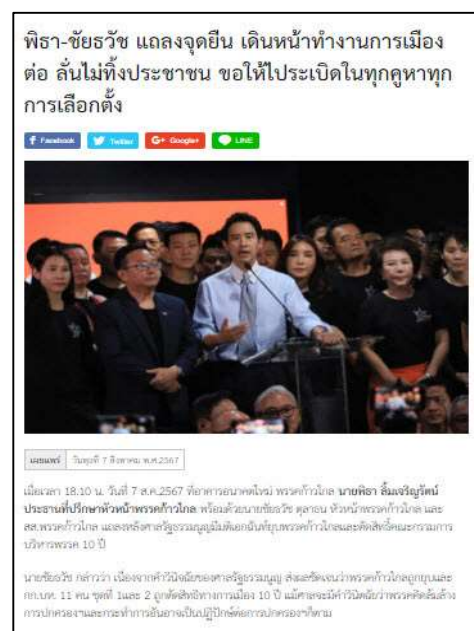 พิธา-ชัยธวัช แถลงจุดยืน เดินหน้าทำงานการเมือง
ต่อ ลั่นไม่ทิ้งประชาชน ขอให้ไประเบิดในทุกคูหาทุก
การเลือกตั้ง
Facebook Twitter G+ Google+ LINE
เผยแพร่ วันพุธที่ 7 สิงหาคม พ.ศ.2567
เมื่อเวลา 18.10 น. วันที่ 7 ส.ค.2567 ที่อาคารอนาคตใหม่ พรรคก้าวไกล นายพิธา ลิ้มเจริญรัตน์
ประธานที่ปรึกษาหัวหน้าพรรคก้าวไกล พร้อมด้วยนายชัยธวัช ตุลาธน หัวหน้าพรรคก้าวไกล และ
สส.พรรคก้าวไกล แถลงหลังศาลรัฐธรรมนูญมีมติเอกฉันท์ยุบพรรคก้าวไกลและตัดสิทธิ์คณะกรรมการ
บริหารพรรค 10 ปี
นายชัยธวัช กล่าวว่า เนื่องจากคำวินิจฉัยของศาลรัฐธรรมนูญ ส่งผลชัดเจนว่าพรรคก้าวไกลถูกยุบและ
กก.บห. 11 คน ชุดที่ 1และ 2 ถูกตัดสิทธิทางการเมือง 10 ปี แม้ศาลจะมีคำวินิจฉัยว่าพรรคคิดล้มล้าง
การปกครองฯและกระทำการอันอาจเป็นปฏิปักษ์ต่อการปกครองฯก็ตาม